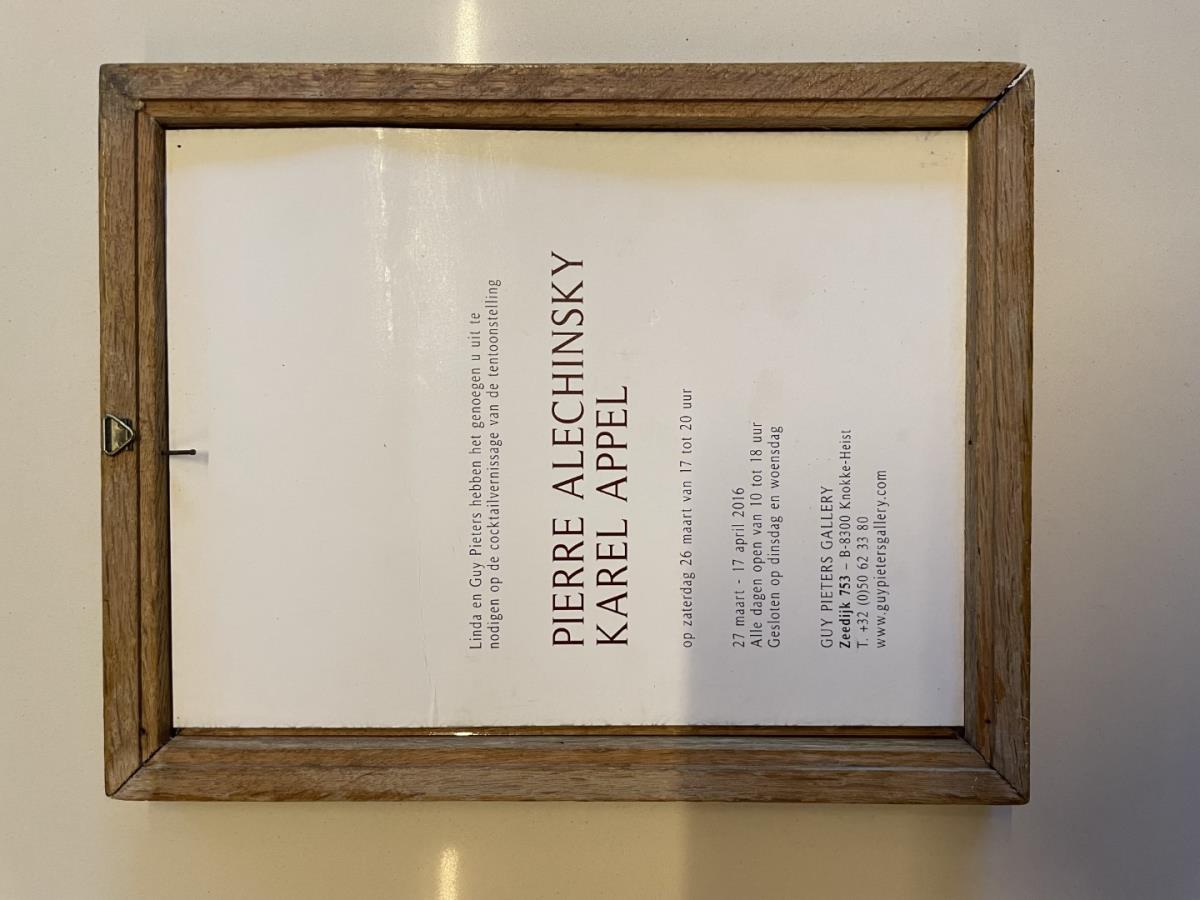 Linda en Guy Pieters hebben het genoegen u uit te
nodigen op de cocktailvernissage van de tentoonstelling
PIERRE ALECHINSKY
KAREL APPEL
op zaterdag 26 maart van 17 tot 20 uur
27 maart - 17 april 2016
Alle dagen open van 10 tot 18 uur
Gesloten op dinsdag en woensdag
GUY PIETERS GALLERY
Zeedijk 753 – B-8300 Knokke-Heist
T. +32 (0)50 62 33 80
www.guypietersgallery.com